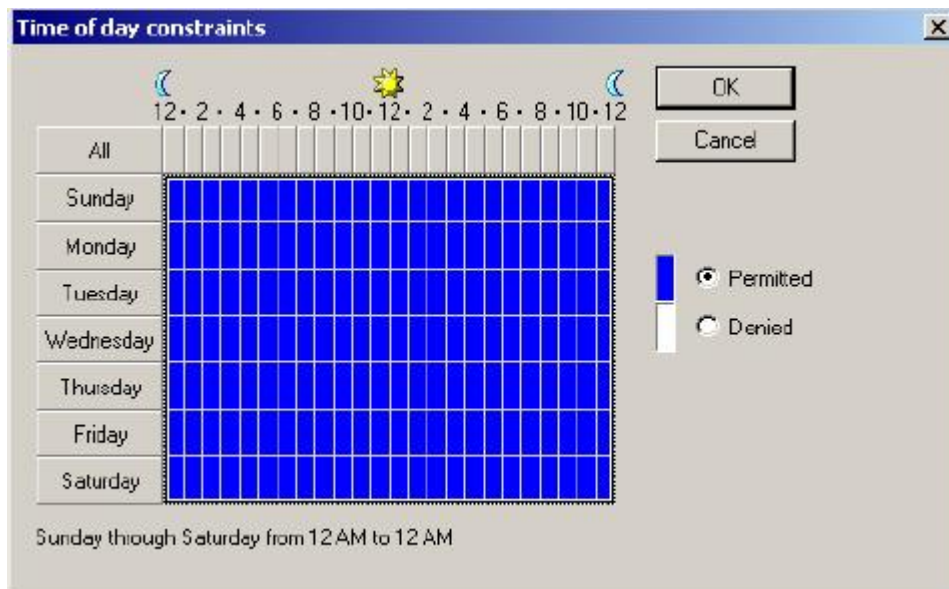 Time of day constraints
12 · 2 · 4 · 6 · 8 · 10 · 12 · 2 · 4 · 6 · 8 · 10 · 12
OK
Cancel
All
Sunday
Monday
Tuesday
Wednesday
Thursday
Friday
Saturday
Permitted
Denied
Sunday through Saturday from 12 AM to 12 AM